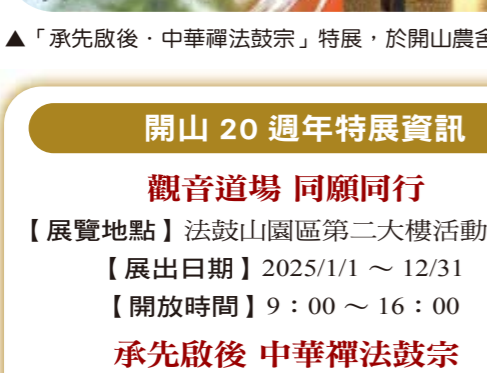 ▲「承先啟後・中華禪法鼓宗」特展,於開山農舍
開山 20 週年特展資訊
觀音道場 同願同行
【展覽地點】法鼓山園區第二大樓活動
【展出日期】2025/1/1 ~ 12/31
【開放時間】9:00 ~ 16:00
承先啟後 中華禪法鼓宗